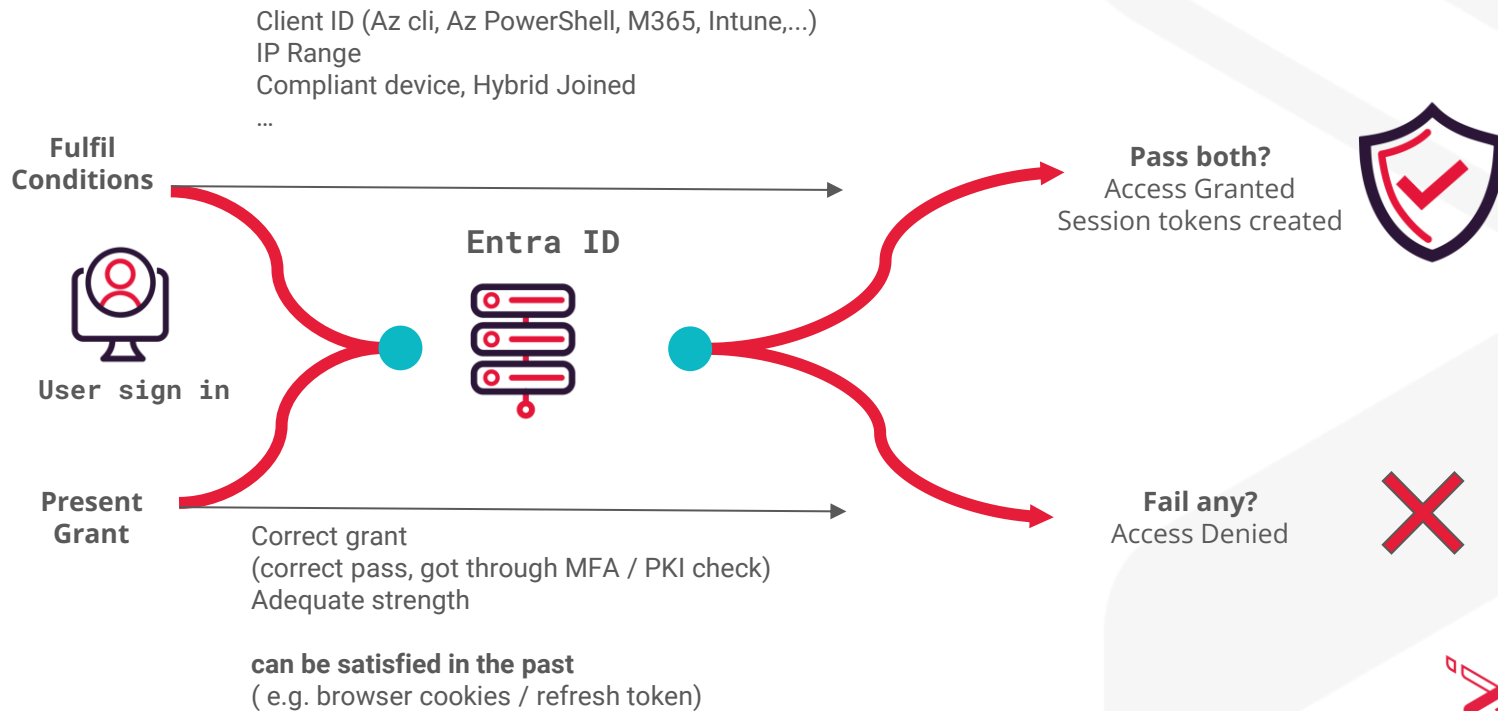 Client ID (Az cli, Az PowerShell, M365, Intune,...)
IP Range
Compliant device, Hybrid Joined
…
Fulfil
Conditions
Pass both?
Access Granted
Session tokens created
Entra ID
User sign in
Present
Grant
Correct grant
(correct pass, got through MFA / PKI check)
Adequate strength
can be satisfied in the past
( e.g. browser cookies / refresh token)
Fail any?
Access Denied